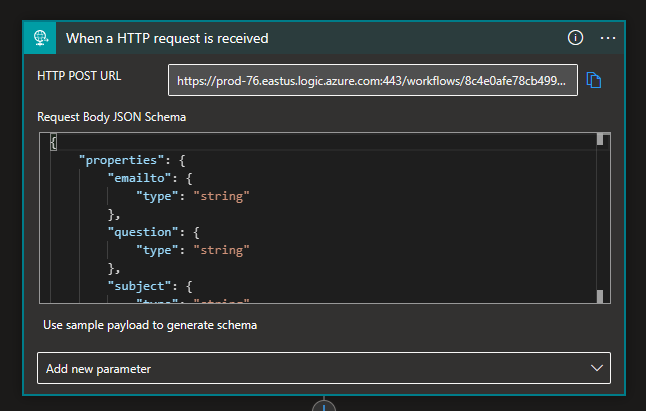 When a HTTP request is received
HTTP POST URL
https://prod-76.eastus.logic.azure.com:443/workflows/8c4e0afe78cb499...
Request Body JSON Schema
{
"properties": {
"emailto": {
"type": "string"
},
"question": {
"type": "string"
},
"subject": {
"type": "string"
Use sample payload to generate schema
Add new parameter